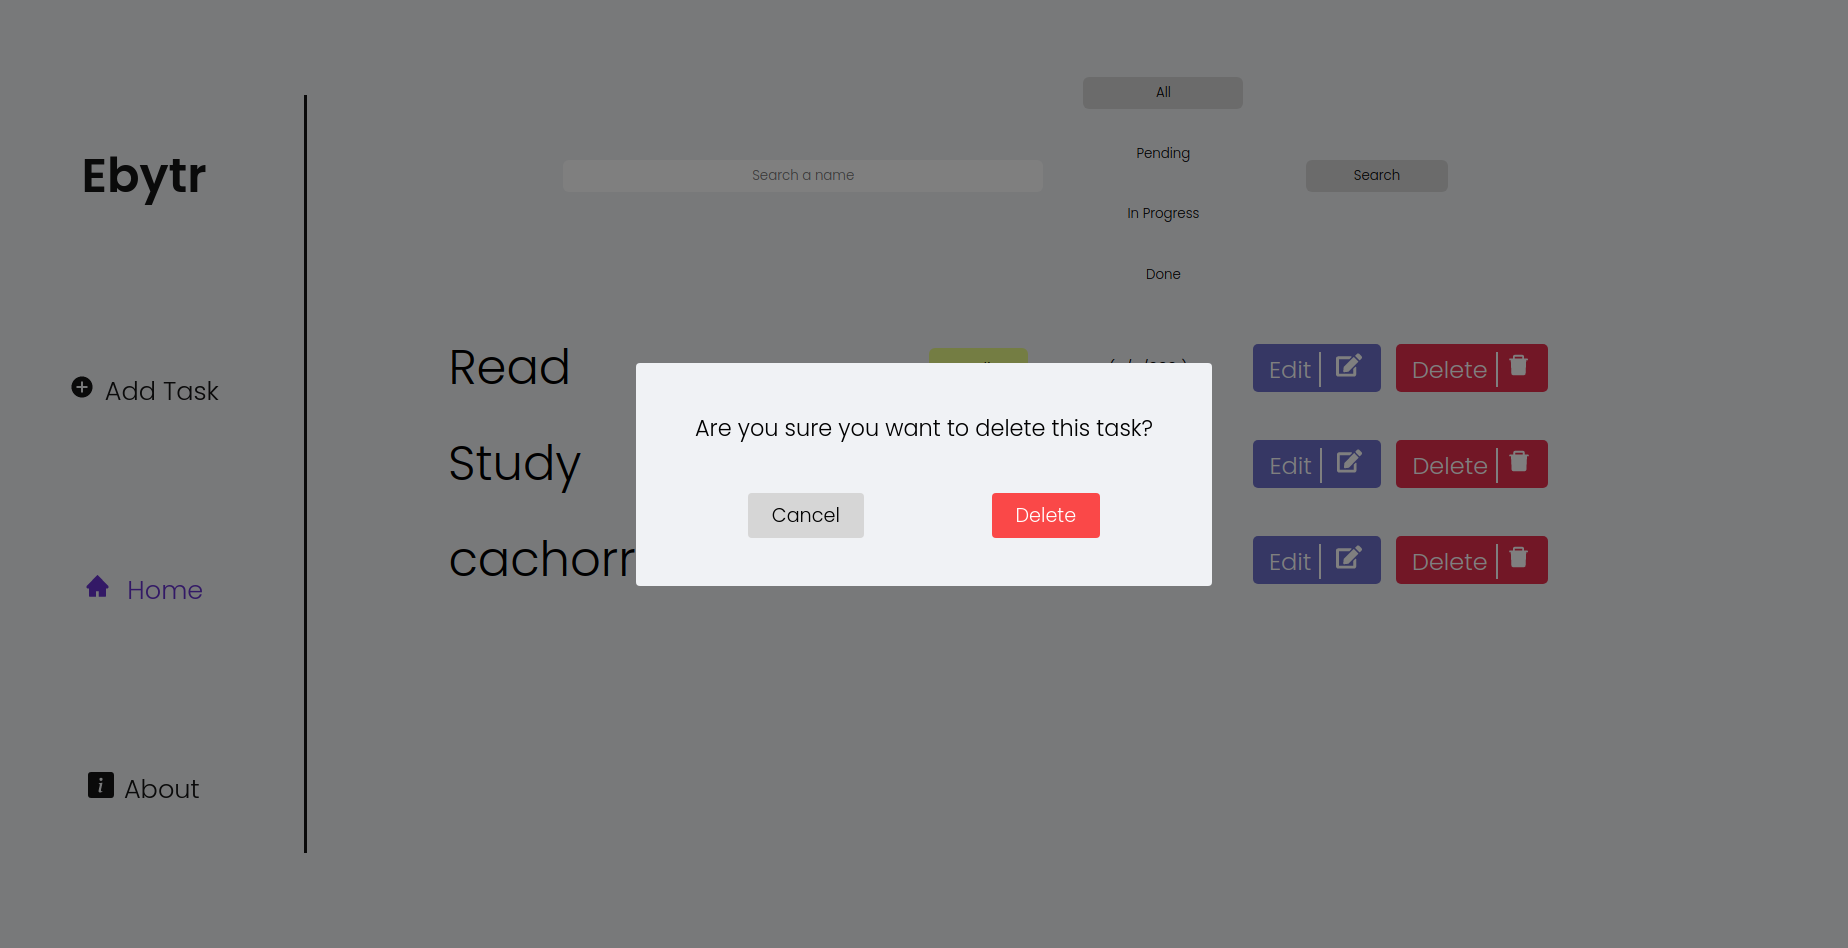 Ebytr
Add Task
Home
About
All
Pending
In Progress
Done
Search a name
Search
Read
Edit
Delete
Study
Edit
Delete
cachorr
Edit
Delete
Are you sure you want to delete this task?
Cancel
Delete